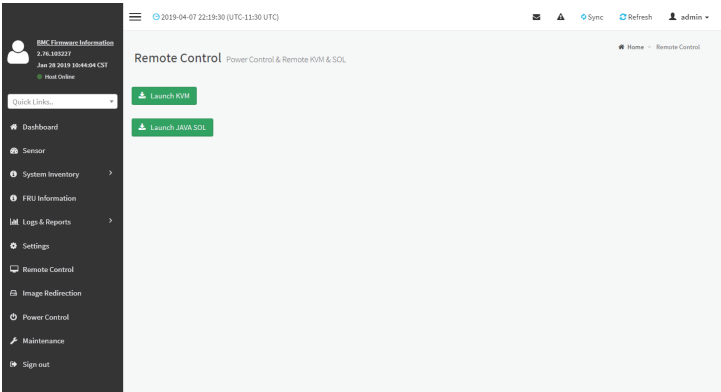 2019-04-07 22:19:30 (UTC-11:30 UTC)
Sync
Refresh
admin
BMC Firmware Information
2.76.103227
Jan 28 2019 10:44:04 CST
Host Online
Quick Links..
Dashboard
Sensor
System Inventory
FRU Information
Logs & Reports
Settings
Remote Control
Image Redirection
Power Control
Maintenance
Sign out
Remote Control Power Control & Remote KVM & SOL
Home - Remote Control
Launch KVM
Launch JAVA SOL